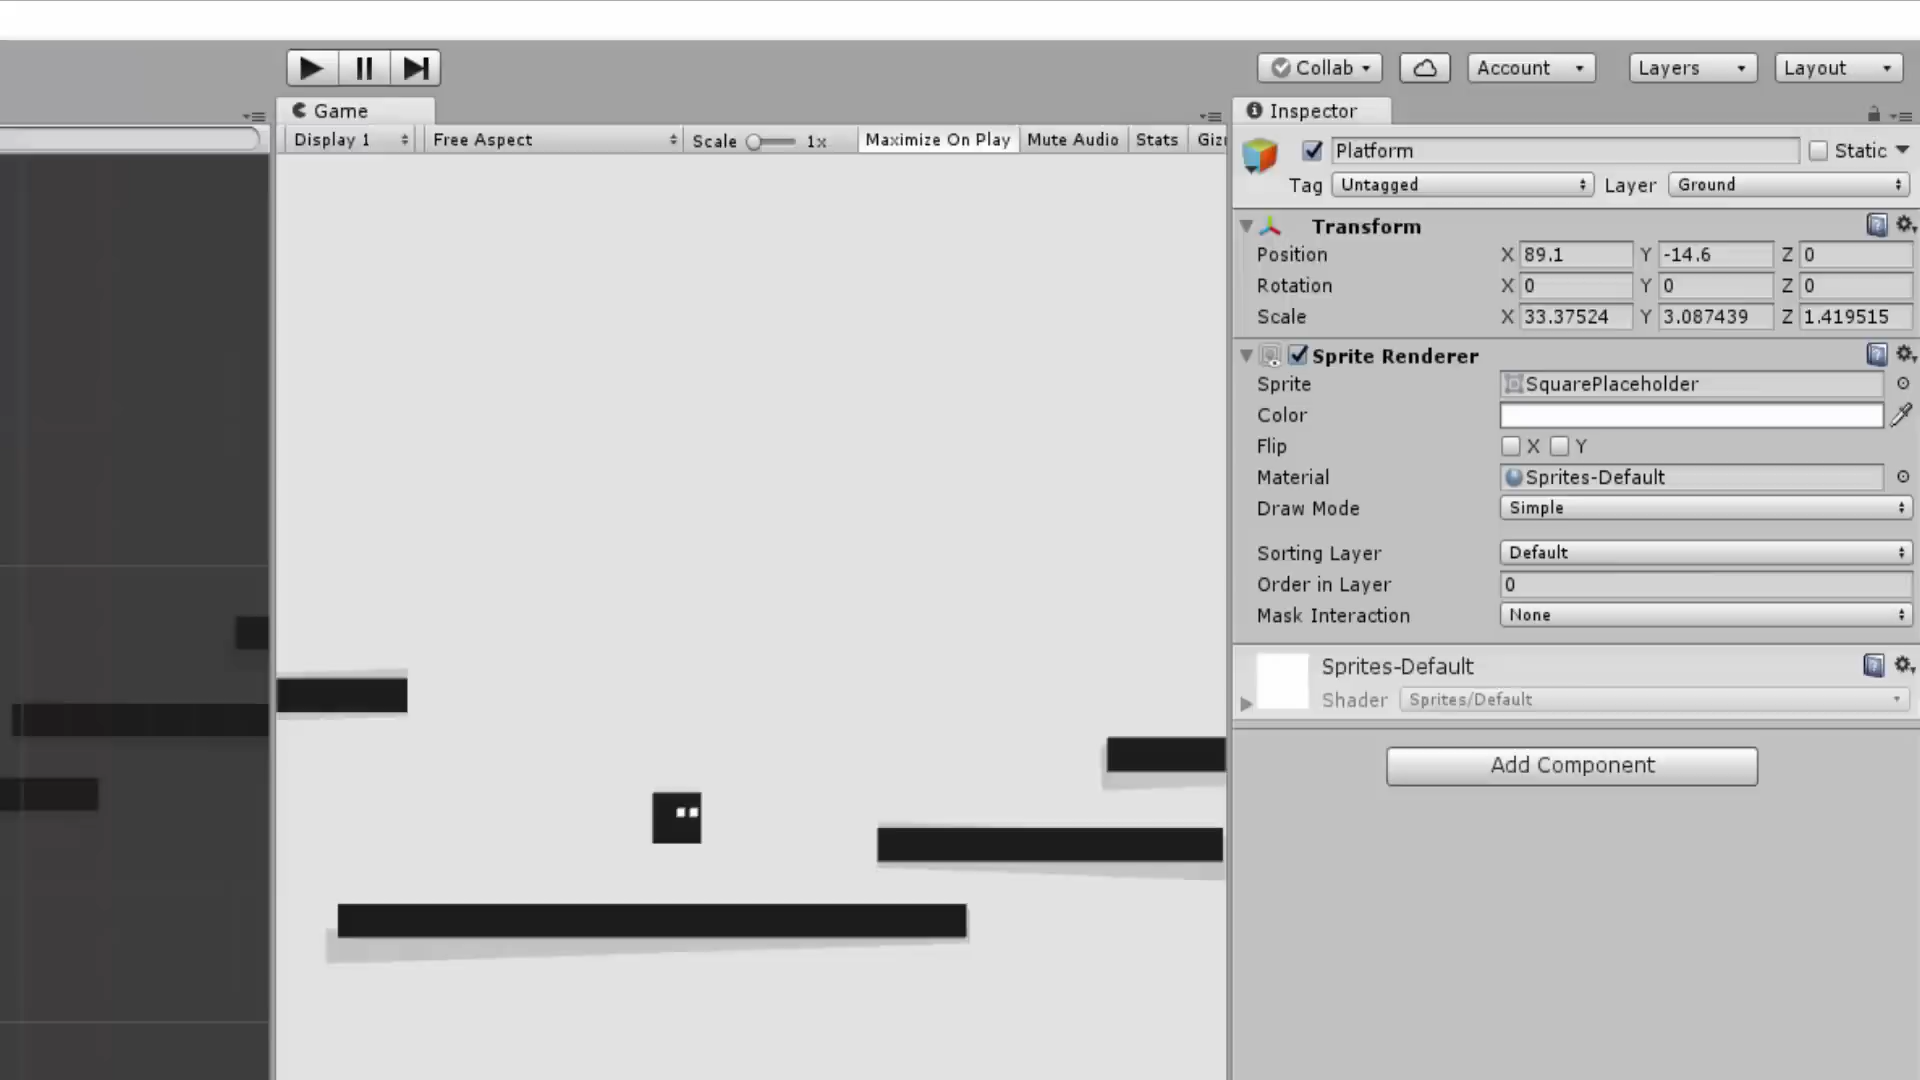 Collab
Account
Layers
Layout
Game
Inspector
Display 1
Free Aspect
Scale
1x
Maximize On Play
Mute Audio
Stats
Platform
Static
Tag
Untagged
Layer
Ground
Transform
Position
X 89.1
Y -14.6
Z 0
Rotation
X 0
Y 0
Z 0
Scale
X 33.37524
Y 3.087439
Z 1.419515
Sprite Renderer
Sprite
SquarePlaceholder
Color
Flip
X
Y
Material
Sprites-Default
Draw Mode
Simple
Sorting Layer
Default
Order in Layer
0
Mask Interaction
None
Sprites-Default
Shader
Sprites/Default
Add Component